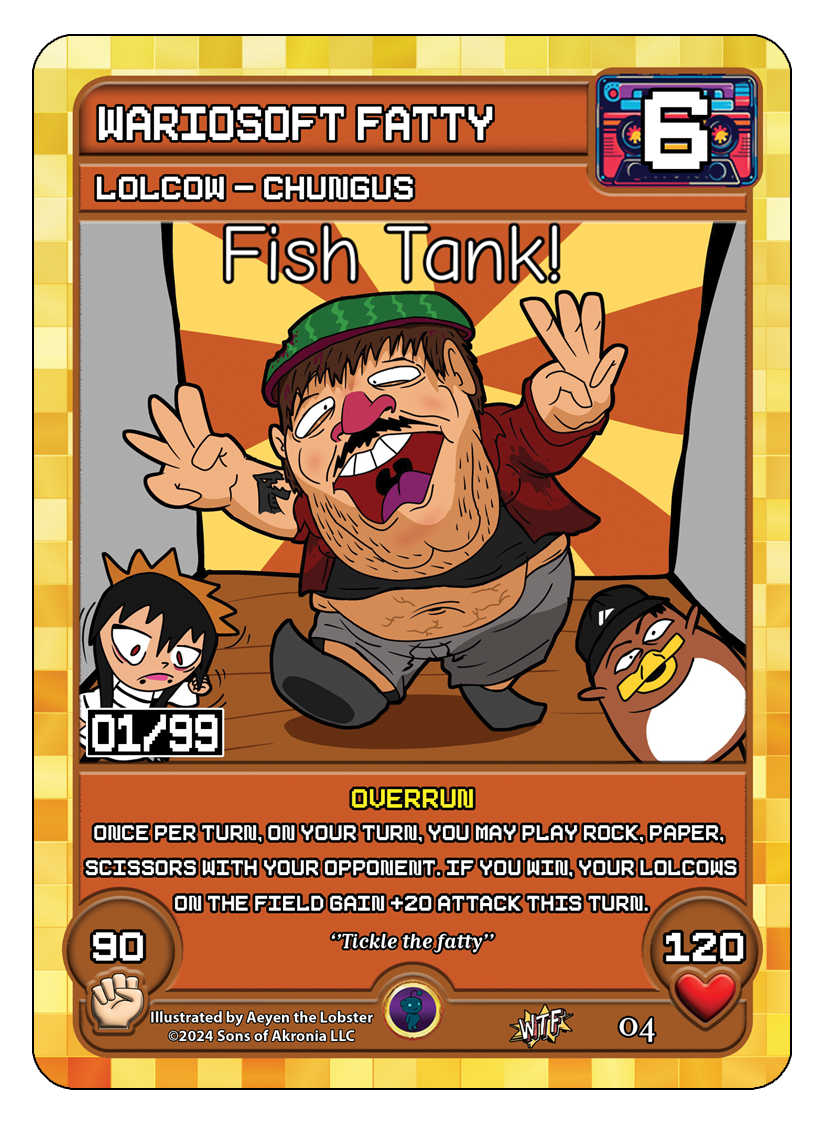 WARIOSOFT FATTY
6
LOLCOW - CHUNGUS
Fish Tank!
01/99
OVERRUN
ONCE PER TURN, ON YOUR TURN, YOU MAY PLAY ROCK, PAPER,
SCISSORS WITH YOUR OPPONENT. IF YOU WIN, YOUR LOLCOWS
ON THE FIELD GAIN +20 ATTACK THIS TURN.
90
‘’Tickle the fatty’’
120
Illustrated by Aeyen the Lobster
©2024 Sons of Akronia LLC
WTF
04